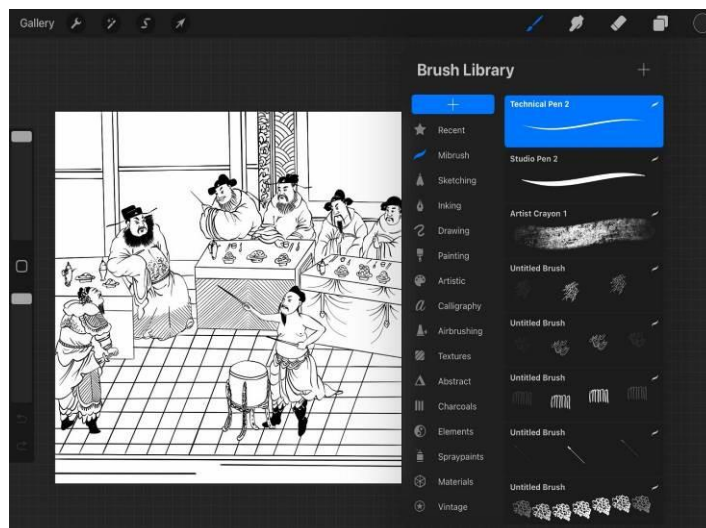 Gallery
Brush Library
Recent
Mibrush
Sketching
Inking
Drawing
Painting
Artistic
Calligraphy
Airbrushing
Textures
Abstract
Charcoals
Elements
Spraypaints
Materials
Vintage
Technical Pen 2
Studio Pen 2
Artist Crayon 1
Untitled Brush
Untitled Brush
Untitled Brush
Untitled Brush
Untitled Brush